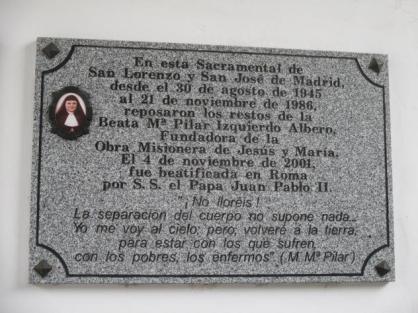 En esta Sacramental de
San Lorenzo y San José de Madrid,
desde el 30 de agosto de 1945
al 21 de noviembre de 1986,
reposaron los restos de la
Beata Mª Pilar Izquierdo Albero,
Fundadora de la
Obra Misionera de Jesús y María.
El 4 de noviembre de 2001,
fue beatificada en Roma
por S. S. el Papa Juan Pablo II.
"¡No lloréis!
La separación del cuerpo no supone nada...
Yo me voy al cielo; pero, volveré a la tierra,
para estar con los que sufren,
con los pobres, los enfermos" (M. Mª Pilar)